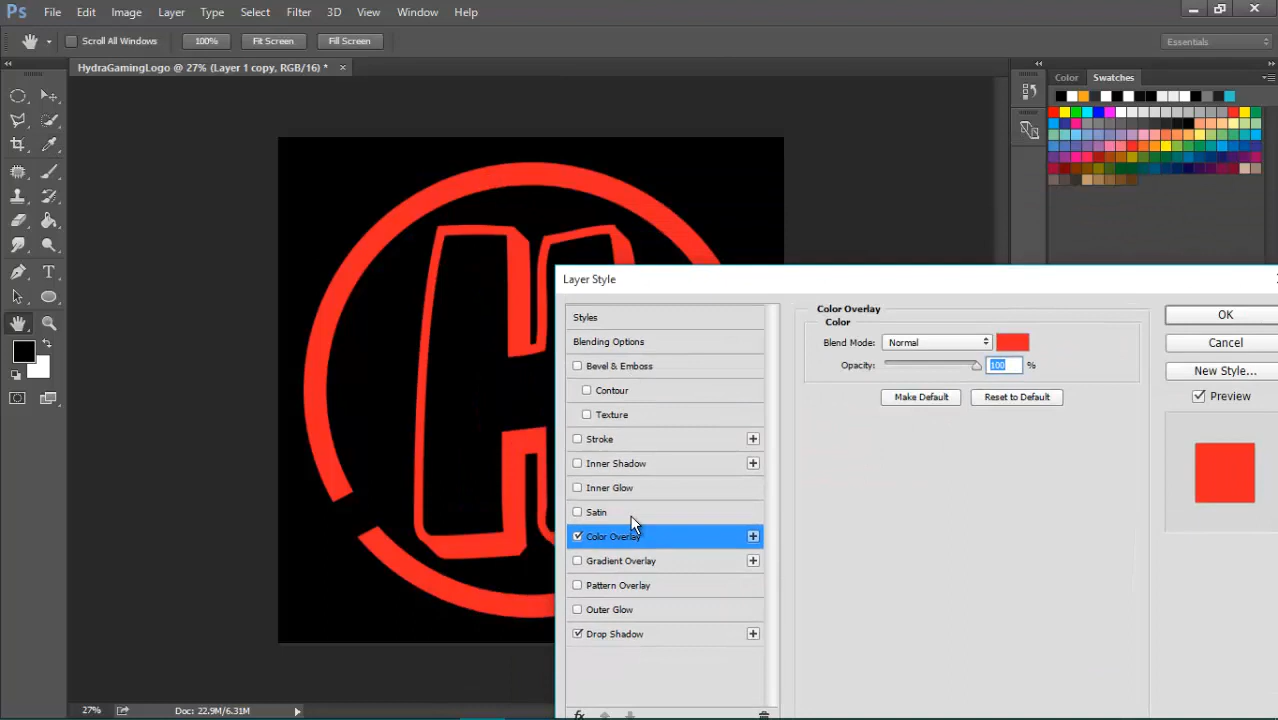 Ps File Edit Image Layer Type Select Filter 3D View Window Help
Scroll All Windows 100% Fit Screen Fill Screen Essentials
HydraGamingLogo @ 27% (Layer 1 copy, RGB/16) * ×
Color Swatches
H
T
Layer Style
Styles
Blending Options
Bevel & Emboss
Contour
Texture
Stroke
Inner Shadow
Inner Glow
Satin
Color Overlay
Gradient Overlay
Pattern Overlay
Outer Glow
Drop Shadow
fx
Color Overlay
Color
Blend Mode: Normal
Opacity: 100 %
Make Default Reset to Default
OK
Cancel
New Style...
Preview
27% Doc: 22.9M/6.31M